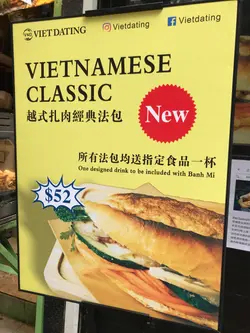 VIETDATING
Vietdating
Vietdating
VIETNAMESE
CLASSIC
越式扎肉經典法包
New
所有法包均送指定食品一杯
One designed drink to be included with Banh Mi
$52